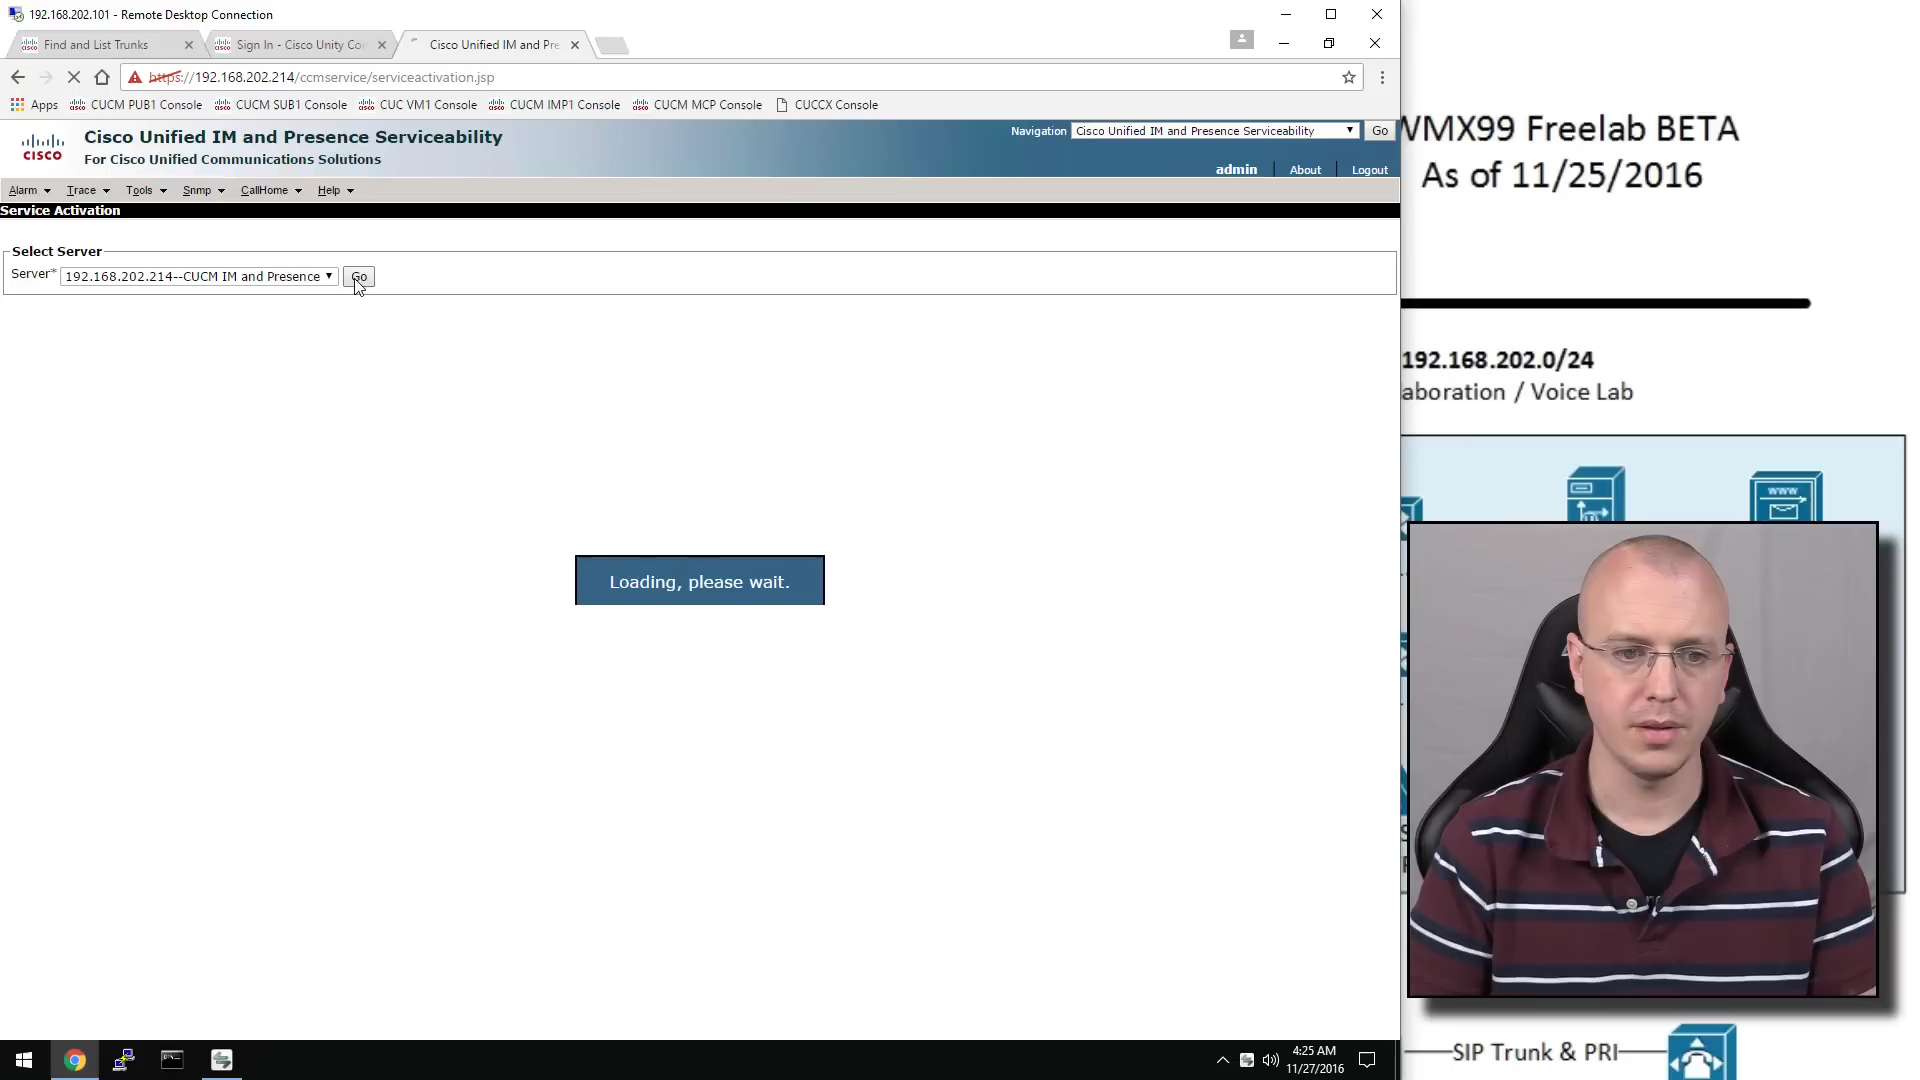 192.168.202.101 - Remote Desktop Connection
Find and List Trunks
Sign In - Cisco Unity Co
Cisco Unified IM and Pre
https://192.168.202.214/ccmservice/serviceactivation.jsp
Apps
CUCM PUB1 Console
CUCM SUB1 Console
CUC VM1 Console
CUCM IMP1 Console
CUCM MCP Console
CUCCX Console
CISCO
Cisco Unified IM and Presence Serviceability
For Cisco Unified Communications Solutions
Navigation
Cisco Unified IM and Presence Serviceability
Go
admin
About
Logout
Alarm
Trace
Tools
Snmp
CallHome
Help
Service Activation
Select Server
Server*
192.168.202.214--CUCM IM and Presence
Go
Loading, please wait.
4:25 AM
11/27/2016
WMX99 Freelab BETA
As of 11/25/2016
192.168.202.0/24
aboration / Voice Lab
www
SIP Trunk & PRI